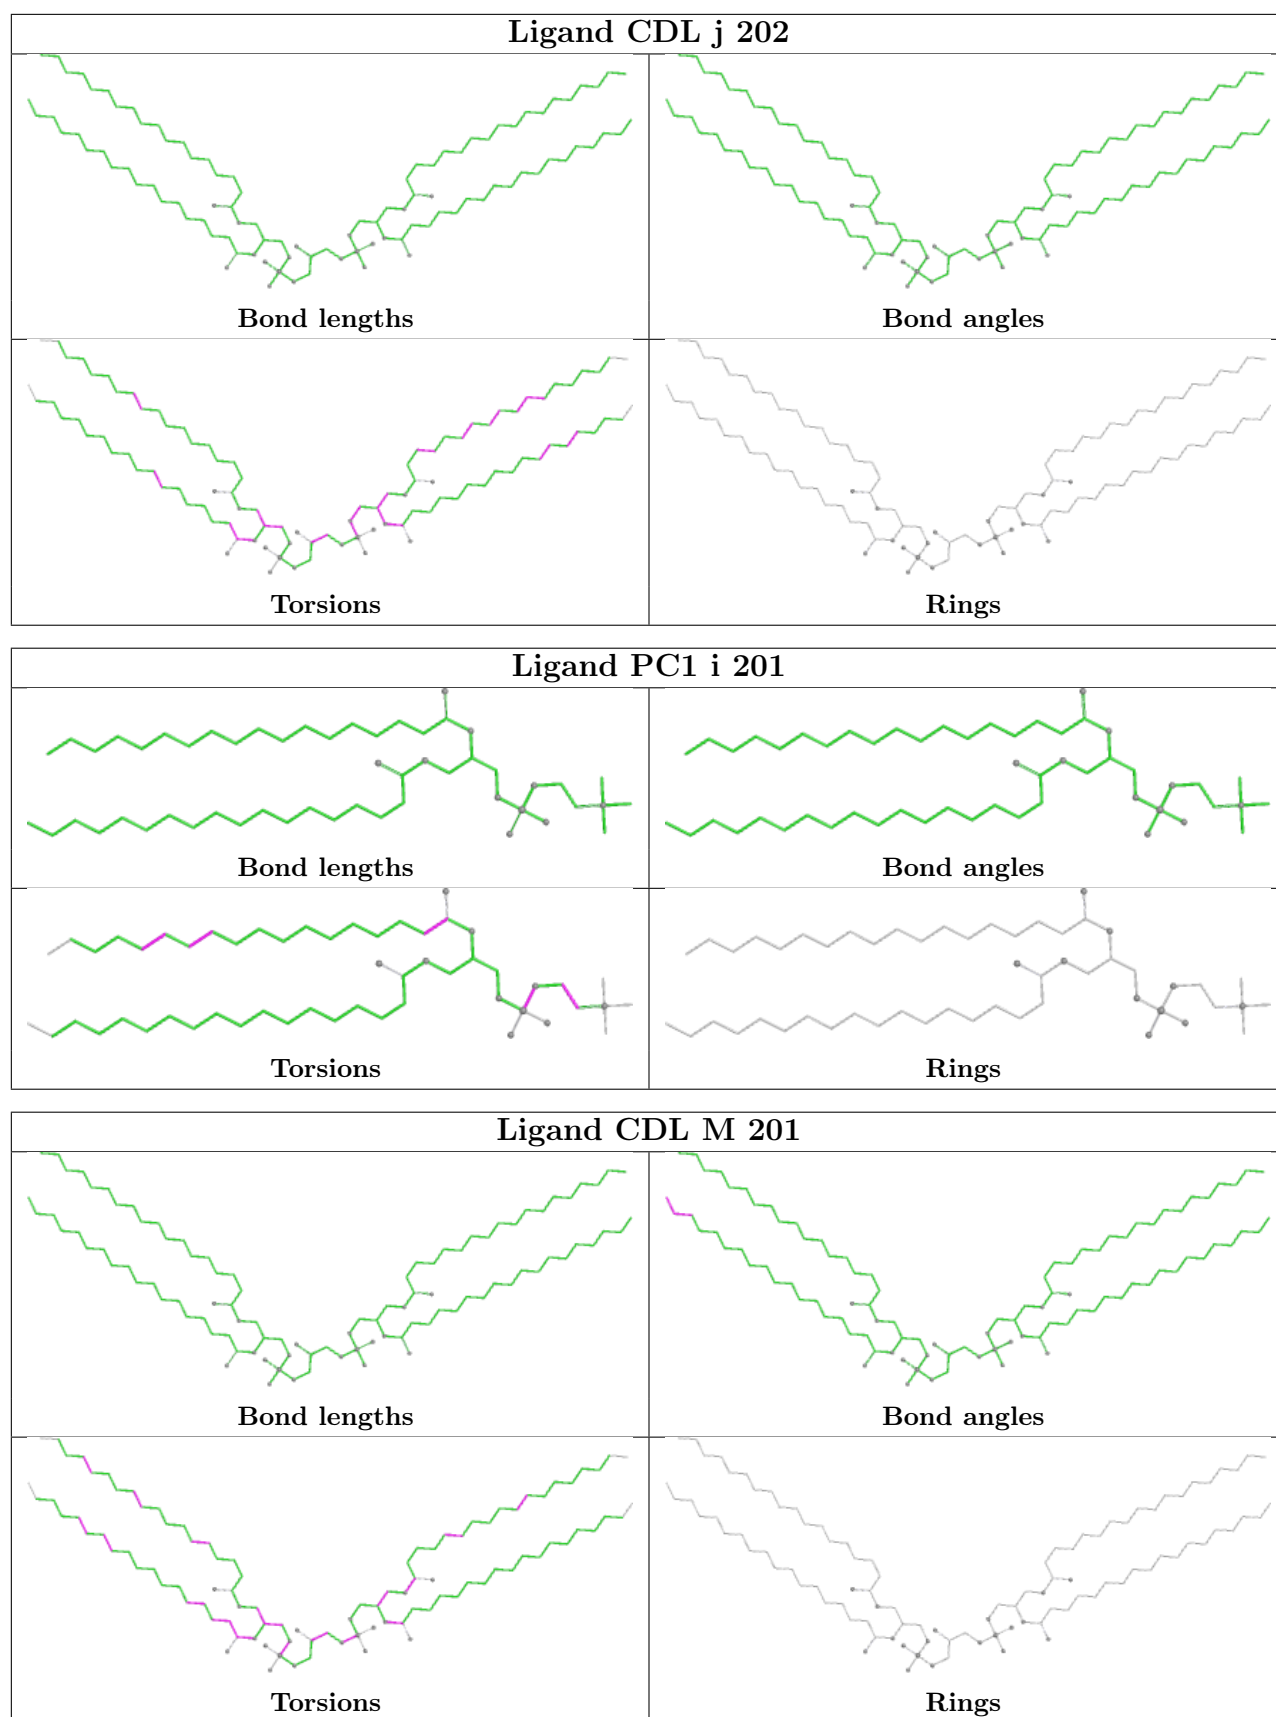 Ligand CDL j 202
Bond lengths
Bond angles
Torsions
Rings
Ligand PC1 i 201
Bond lengths
Bond angles
Torsions
Rings
Ligand CDL M 201
Bond lengths
Bond angles
Torsions
Rings